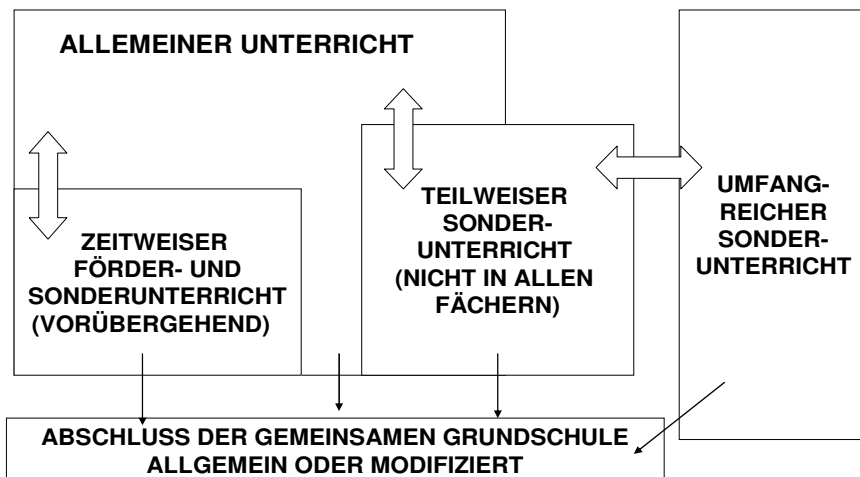 ALLEMEINER UNTERRICHT
ZEITWEISER
FÖRDER- UND
SONDERUNTERRICHT
(VORÜBERGEHEND)
TEILWEISER
SONDER-
UNTERRICHT
(NICHT IN ALLEN
FÄCHERN)
UMFANG-
REICHER
SONDER-
UNTERRICHT
ABSCHLUSS DER GEMEINSAMEN GRUNDSCHULE
ALLGEMEIN ODER MODIFIZIERT